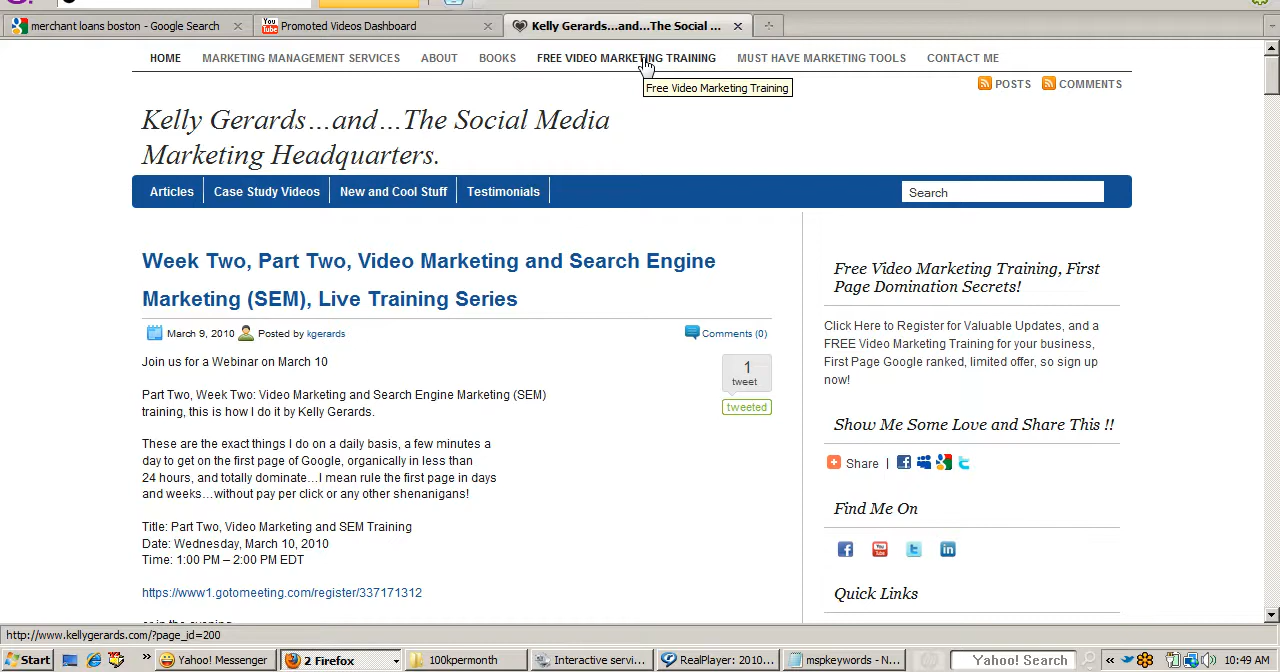 merchant loans boston - Google Search
Promoted Videos Dashboard
Kelly Gerards...and...The Social ...
HOME
MARKETING MANAGEMENT SERVICES
ABOUT
BOOKS
FREE VIDEO MARKETING TRAINING
MUST HAVE MARKETING TOOLS
CONTACT ME
Free Video Marketing Training
POSTS
COMMENTS
Kelly Gerards…and…The Social Media
Marketing Headquarters.
Articles
Case Study Videos
New and Cool Stuff
Testimonials
Search
Week Two, Part Two, Video Marketing and Search Engine
Marketing (SEM), Live Training Series
March 9, 2010
Posted by kgerards
Comments (0)
Join us for a Webinar on March 10
1
tweet
tweeted
Part Two, Week Two: Video Marketing and Search Engine Marketing (SEM)
training, this is how I do it by Kelly Gerards.
These are the exact things I do on a daily basis, a few minutes a
day to get on the first page of Google, organically in less than
24 hours, and totally dominate…I mean rule the first page in days
and weeks…without pay per click or any other shenanigans!
Title: Part Two, Video Marketing and SEM Training
Date: Wednesday, March 10, 2010
Time: 1:00 PM – 2:00 PM EDT
https://www1.gotomeeting.com/register/337171312
Free Video Marketing Training, First
Page Domination Secrets!
Click Here to Register for Valuable Updates, and a
FREE Video Marketing Training for your business,
First Page Google ranked, limited offer, so sign up
now!
Show Me Some Love and Share This !!
Share |
Find Me On
Quick Links
http://www.kellygerards.com/?page_id=200
Start
Yahoo! Messenger
2 Firefox
100kpermonth
Interactive servi...
RealPlayer: 2010...
mspkeywords - N...
Yahoo! Search
10:49 AM